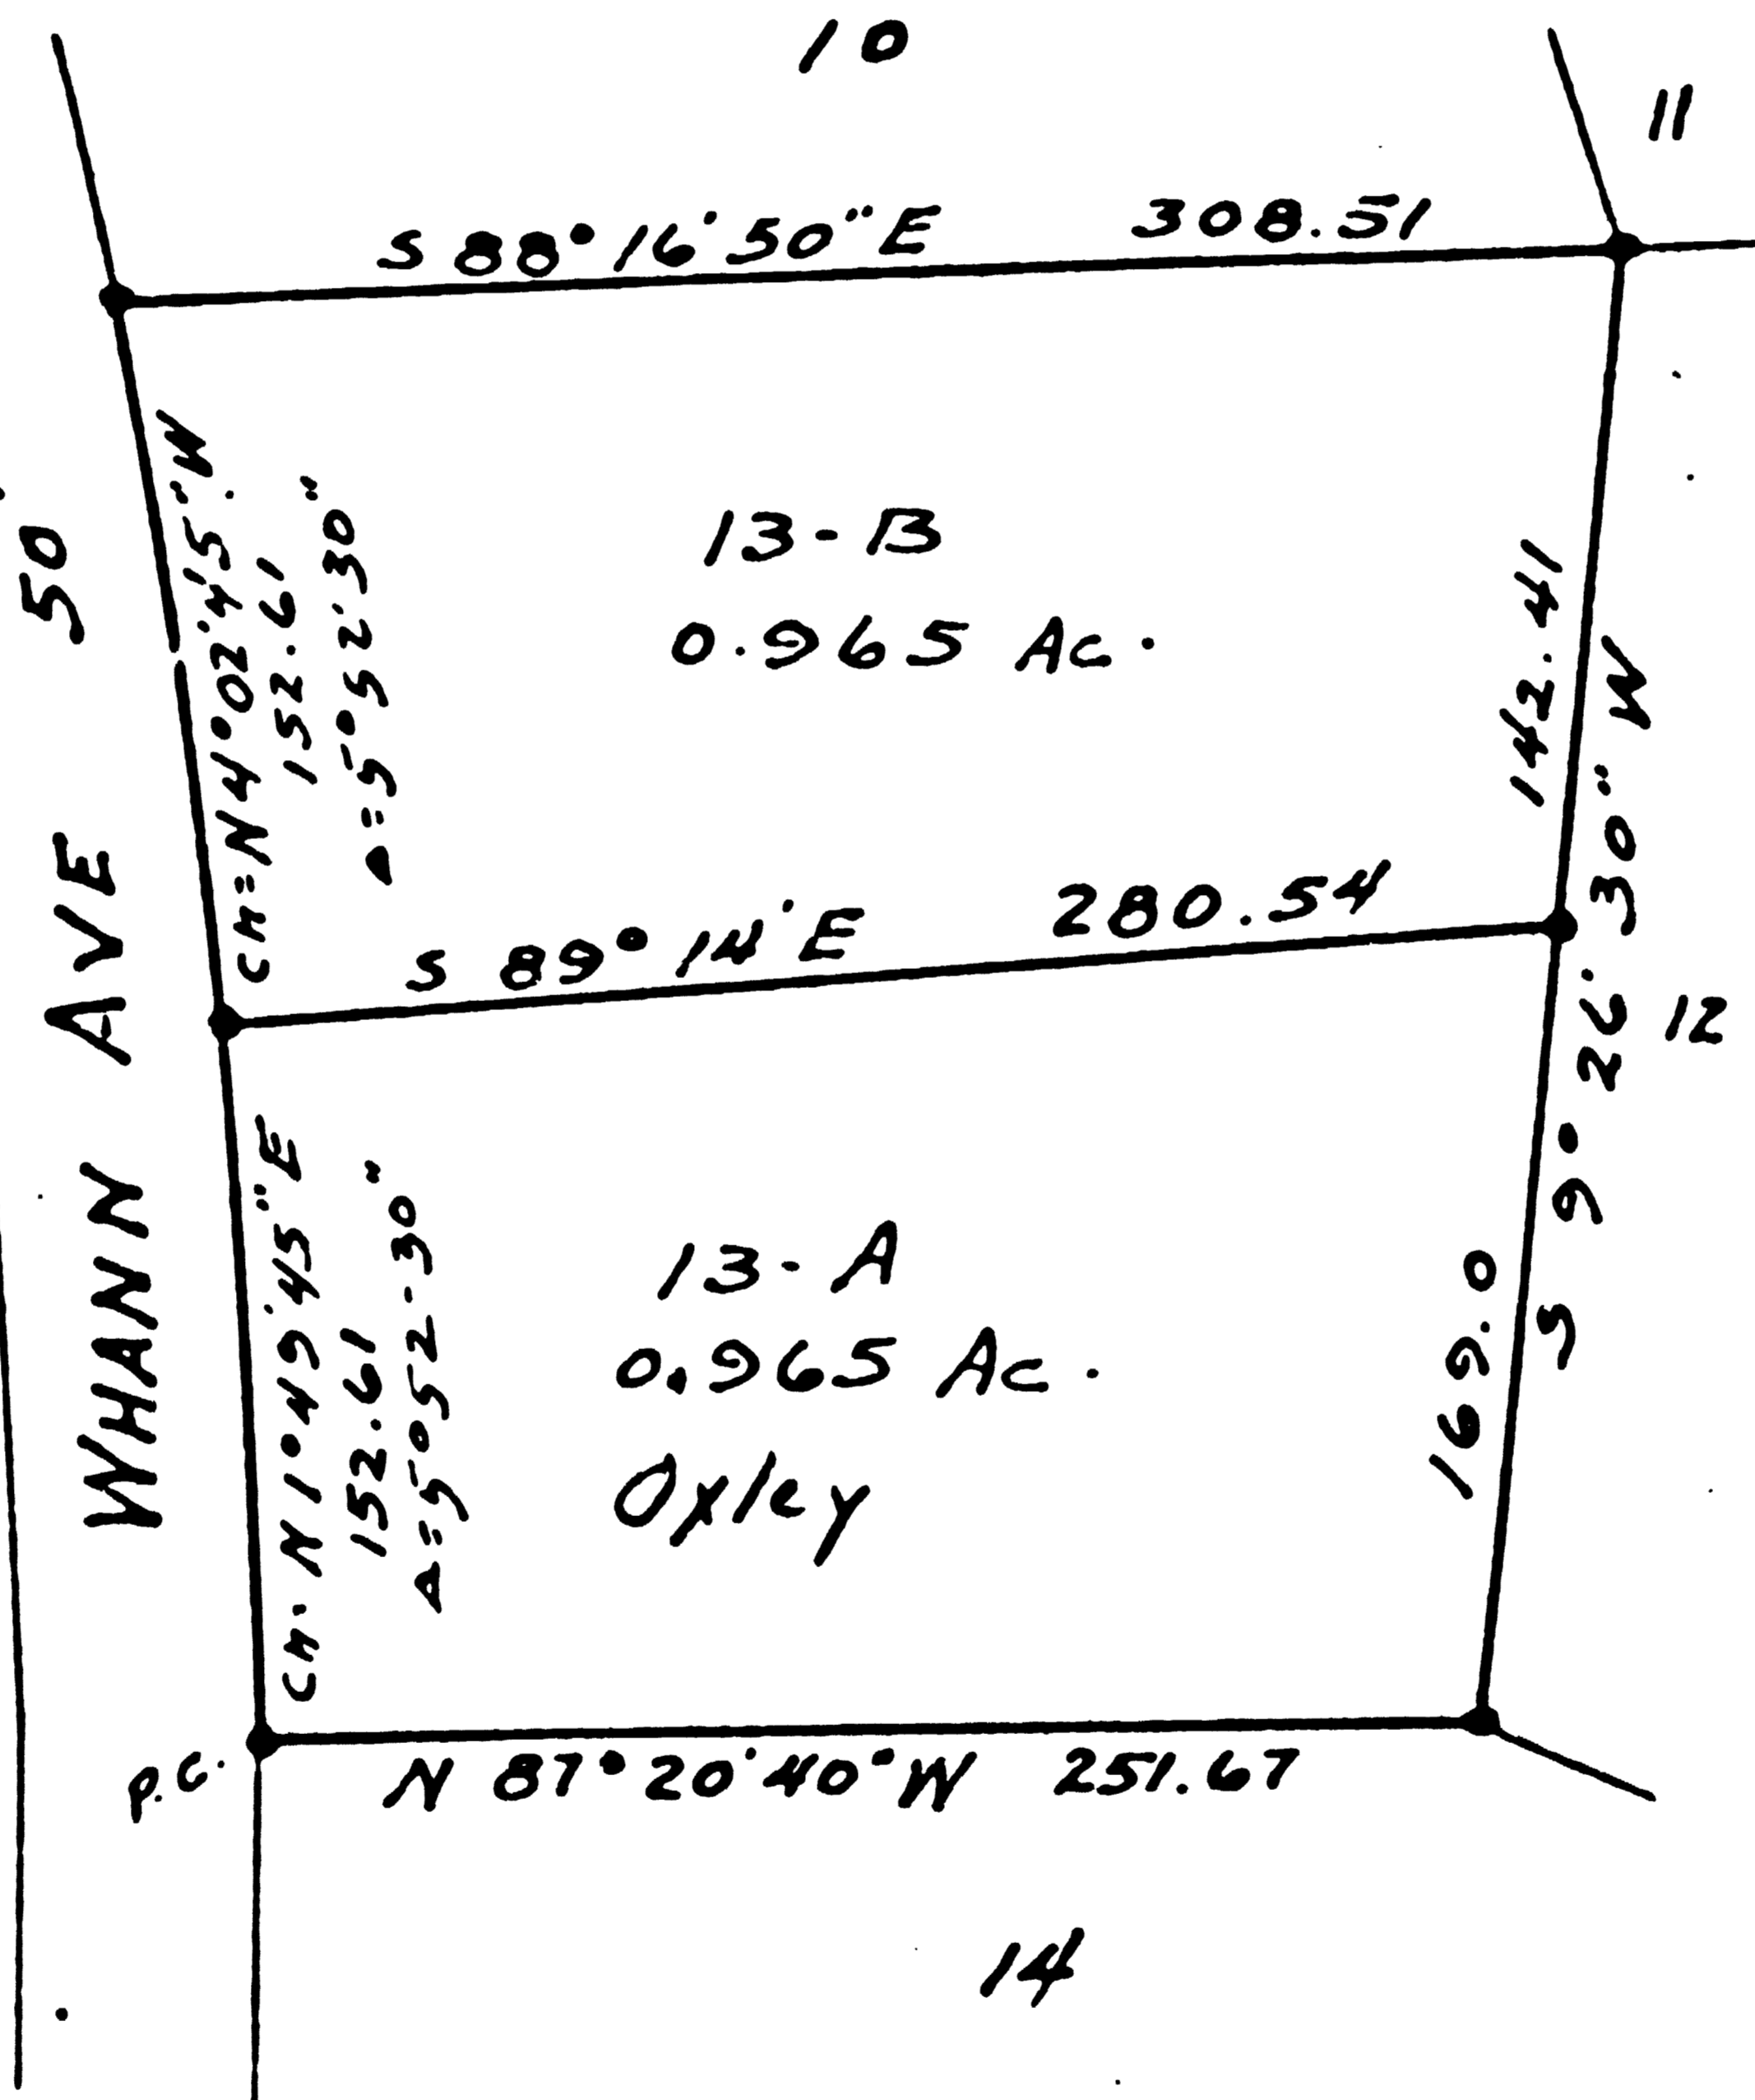 10
11
S 88° 16' 50" E 308.51
50
CH = N 4° 02' 45" W
152.61
Δ = 5° 52' 30"
13-B
0.965 Ac.
142.41
S 9° 26' 30" W
S 89° 14' E 280.54
WHANN AVE
12
CH. N 1° 49' 45" E
152.61
Δ = 5° 52' 30"
13-A
0.965 Ac.
Oxley
169.0
P.C.
N 87° 20' 40" W 251.67
14